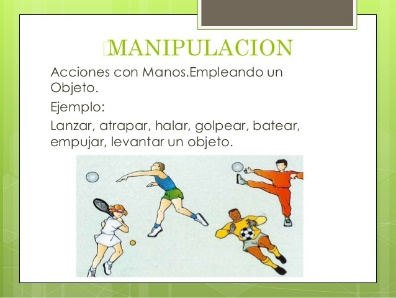 MANIPULACION
Acciones con Manos.Empleando un
Objeto.
Ejemplo:
Lanzar, atrapar, halar, golpear, batear,
empujar, levantar un objeto.